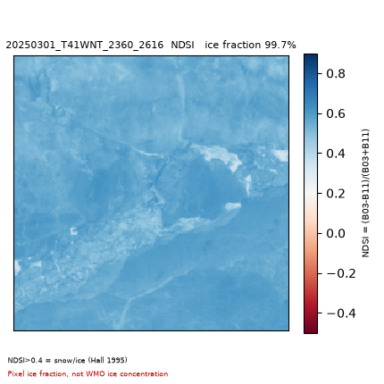 20250301_T41WNT_2360_2616  NDSI   ice fraction 99.7%
0.8
0.6
0.4
0.2
0.0
−0.2
−0.4
NDSI = (B03-B11)/(B03+B11)
NDSI>0.4 = snow/ice (Hall 1995)
Pixel ice fraction, not WMO ice concentration